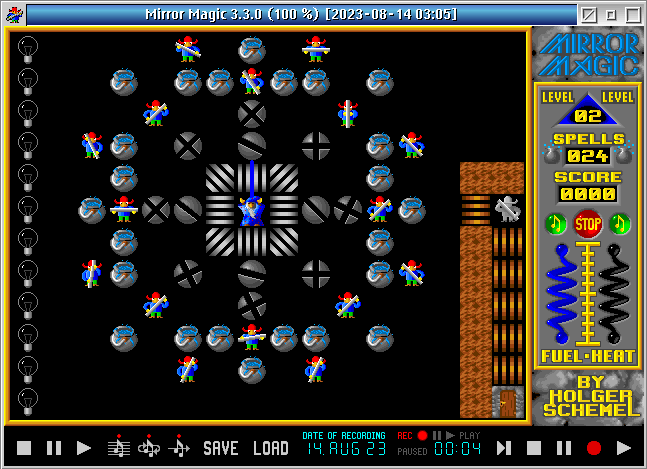 Mirror Magic 3.3.0 (100 %) [2023-08-14 03:05]
MIRROR
MAGIC
LEVEL LEVEL
02
SPELLS
024
SCORE
0000
STOP
FUEL·HEAT
BY
HOLGER
SCHEMEL
SAVE LOAD
DATE OF RECORDING
14 AUG 23
REC PLAY
PAUSED 00:04